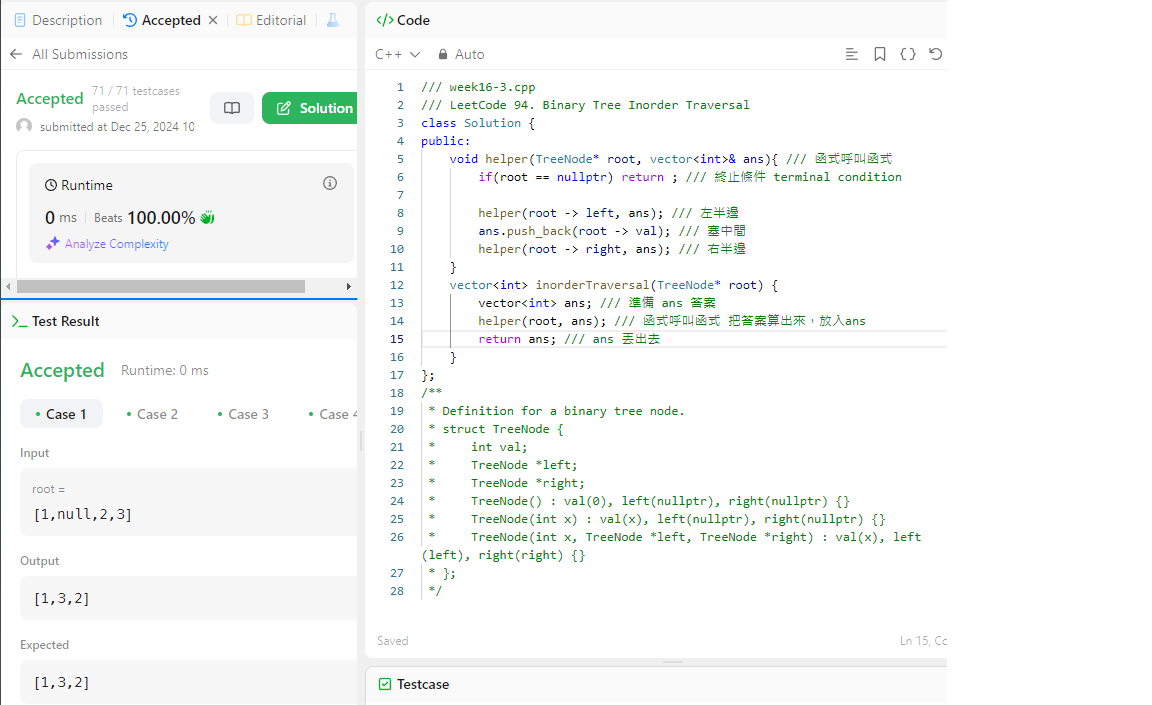 Description
Accepted
Editorial
All Submissions
Accepted
71 / 71 testcases
passed
submitted at Dec 25, 2024 10
Solution
Runtime
0 ms
Beats 100.00%
Analyze Complexity
Test Result
Accepted
Runtime: 0 ms
Case 1
Case 2
Case 3
Case 4
Input
root =
[1,null,2,3]
Output
[1,3,2]
Expected
[1,3,2]
</> Code
C++
Auto
1 /// week16-3.cpp
2 /// LeetCode 94. Binary Tree Inorder Traversal
3 class Solution {
4 public:
5     void helper(TreeNode* root, vector<int>& ans){ /// 函式呼叫函式
6         if(root == nullptr) return ; /// 終止條件 terminal condition
7
8         helper(root -> left, ans); /// 左半邊
9         ans.push_back(root -> val); /// 塞中間
10         helper(root -> right, ans); /// 右半邊
11     }
12     vector<int> inorderTraversal(TreeNode* root) {
13         vector<int> ans; /// 準備 ans 答案
14         helper(root, ans); /// 函式呼叫函式 把答案算出來，放入ans
15         return ans; /// ans 丟出去
16     }
17 };
18 /**
19  * Definition for a binary tree node.
20  * struct TreeNode {
21  *     int val;
22  *     TreeNode *left;
23  *     TreeNode *right;
24  *     TreeNode() : val(0), left(nullptr), right(nullptr) {}
25  *     TreeNode(int x) : val(x), left(nullptr), right(nullptr) {}
26  *     TreeNode(int x, TreeNode *left, TreeNode *right) : val(x), left
(left), right(right) {}
27  * };
28  */
Saved
Ln 15, Cc
Testcase